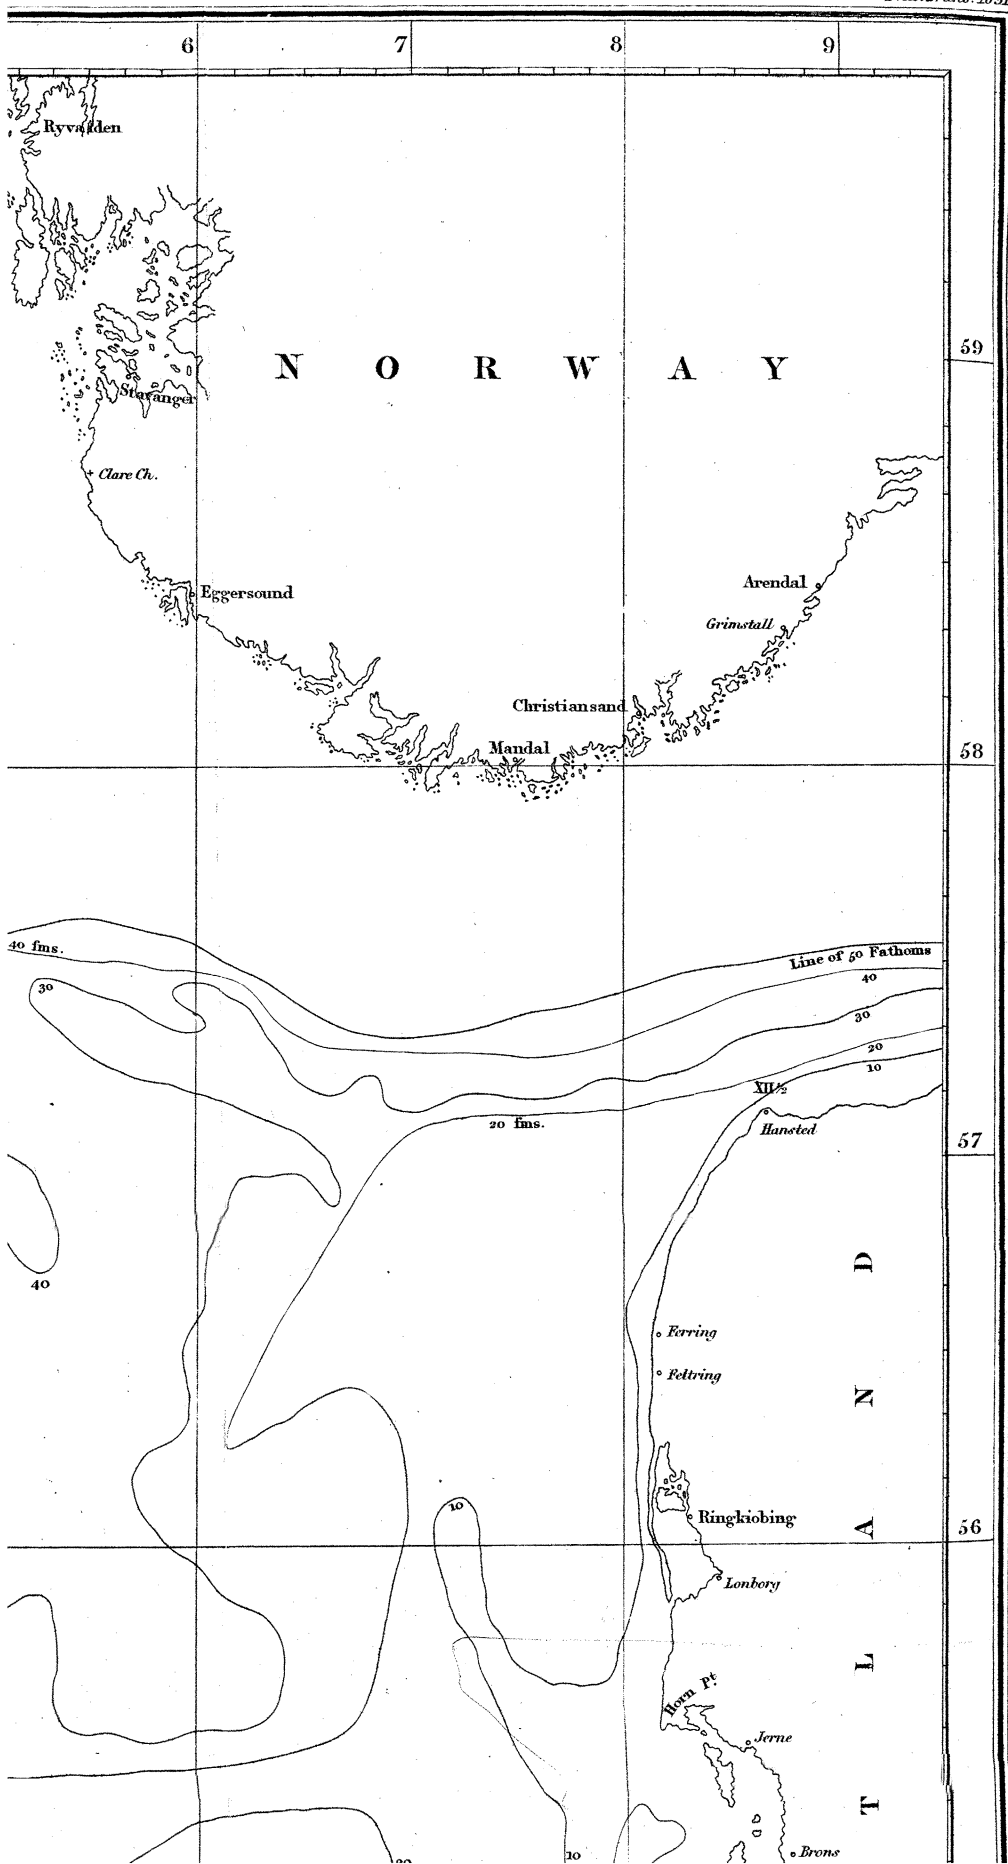 6 7 8 9
Ryvafden
N O R W A Y
59
Stavanger
Clare Ch.
Eggersound
Arendal
Grimstall
Christiansand
Mandal
58
40 fms.
Line of 50 Fathoms
40
30
30
20
XII½
10
20 fms.
Hansted
57
40
Ferring
Feltring
10
Ringkiobing
56
Lonborg
Horn Pt
Jerne
Brons
10
T L A N D